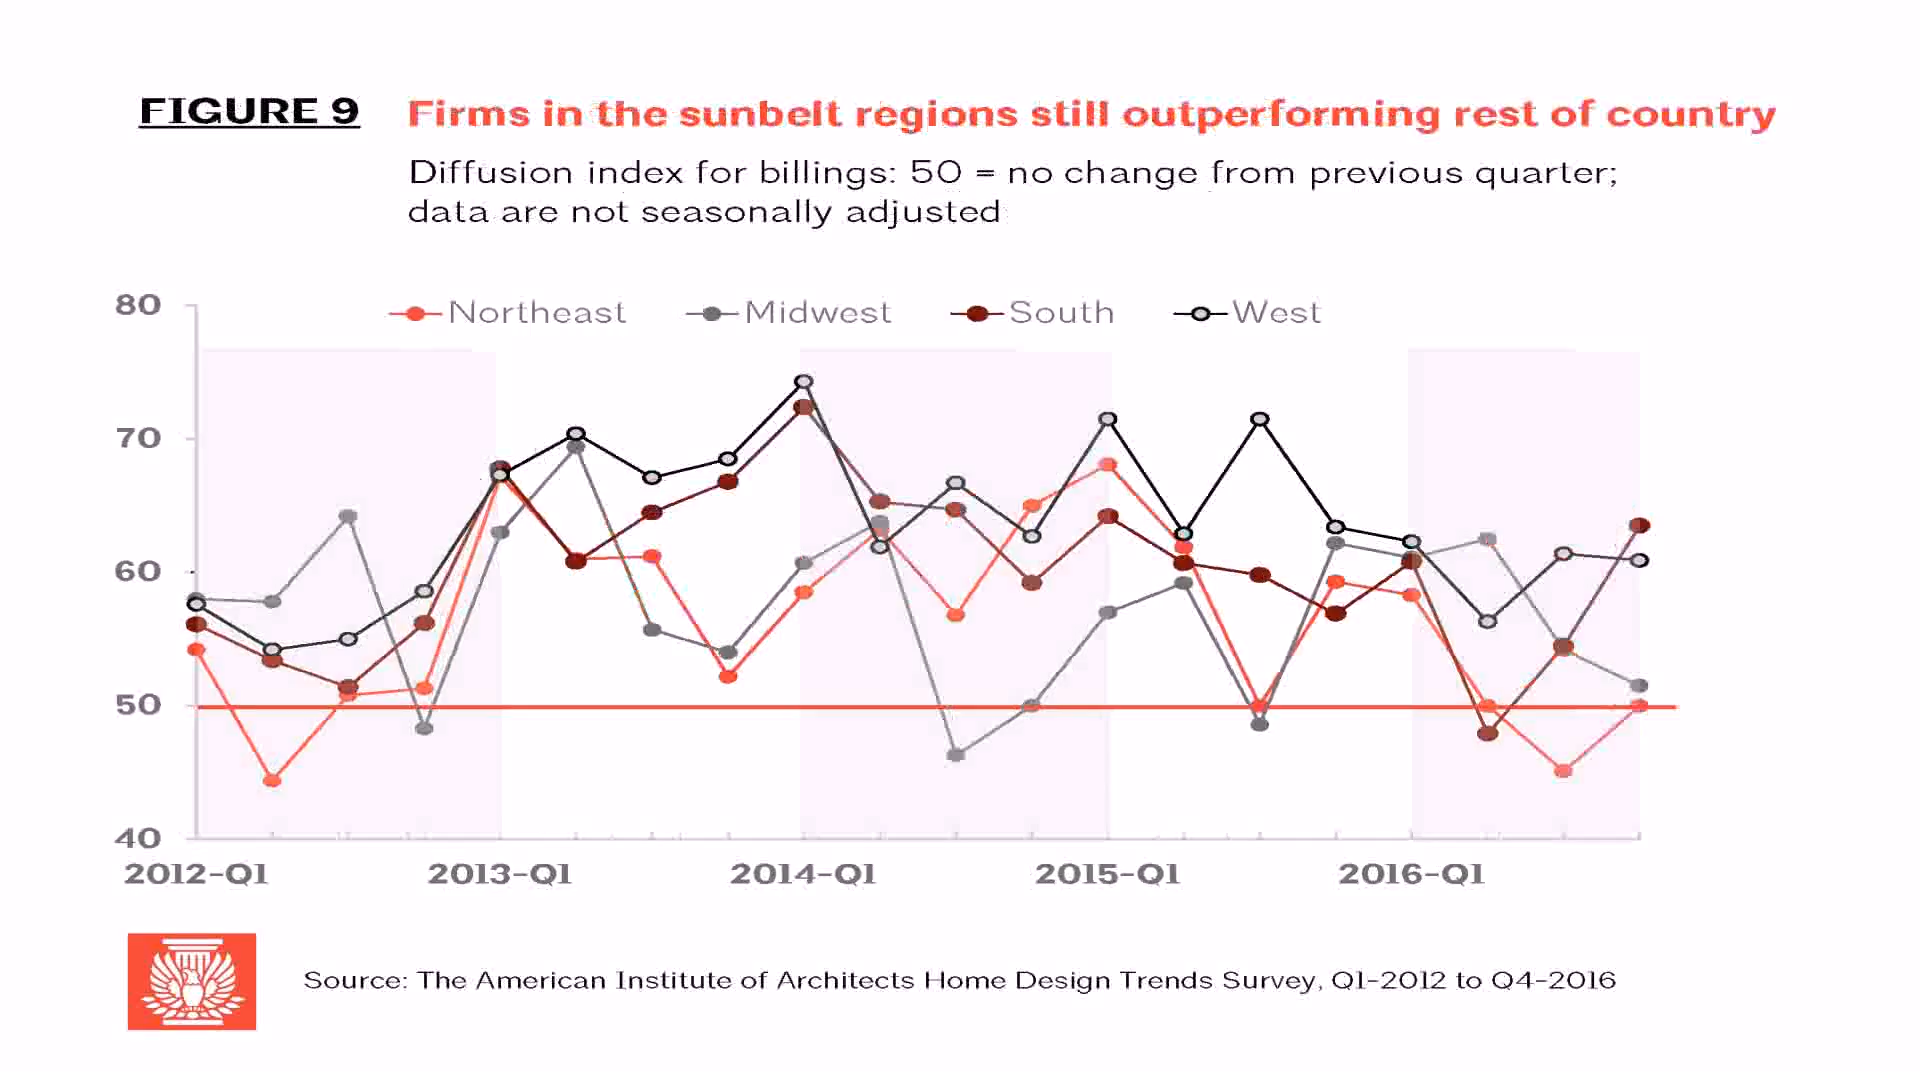 FIGURE 9
Firms in the sunbelt regions still outperforming rest of country
Diffusion index for billings: 50 = no change from previous quarter;
data are not seasonally adjusted
Northeast Midwest South West
80
70
60
50
40
2012-Q1 2013-Q1 2014-Q1 2015-Q1 2016-Q1
Source: The American Institute of Architects Home Design Trends Survey, Q1-2012 to Q4-2016